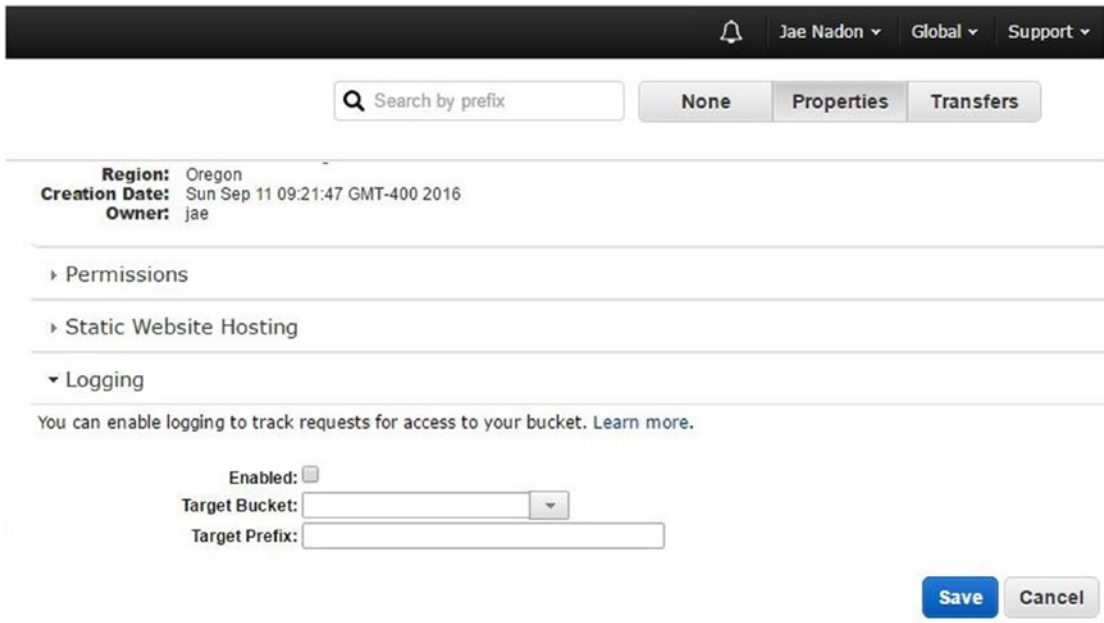 Jae Nadon Global Support
Search by prefix None Properties Transfers
Region: Oregon
Creation Date: Sun Sep 11 09:21:47 GMT-400 2016
Owner: jae
Permissions
Static Website Hosting
Logging
You can enable logging to track requests for access to your bucket. Learn more.
Enabled:
Target Bucket:
Target Prefix:
Save Cancel